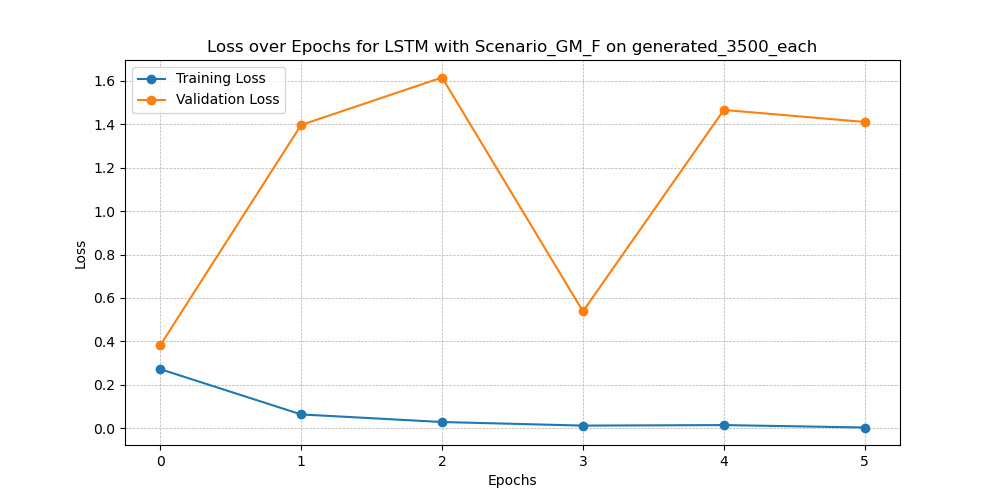 Loss over Epochs for LSTM with Scenario_GM_F on generated_3500_each
Training Loss
Validation Loss
1.6
1.4
1.2
1.0
0.8
0.6
0.4
0.2
0.0
Loss
0 1 2 3 4 5
Epochs